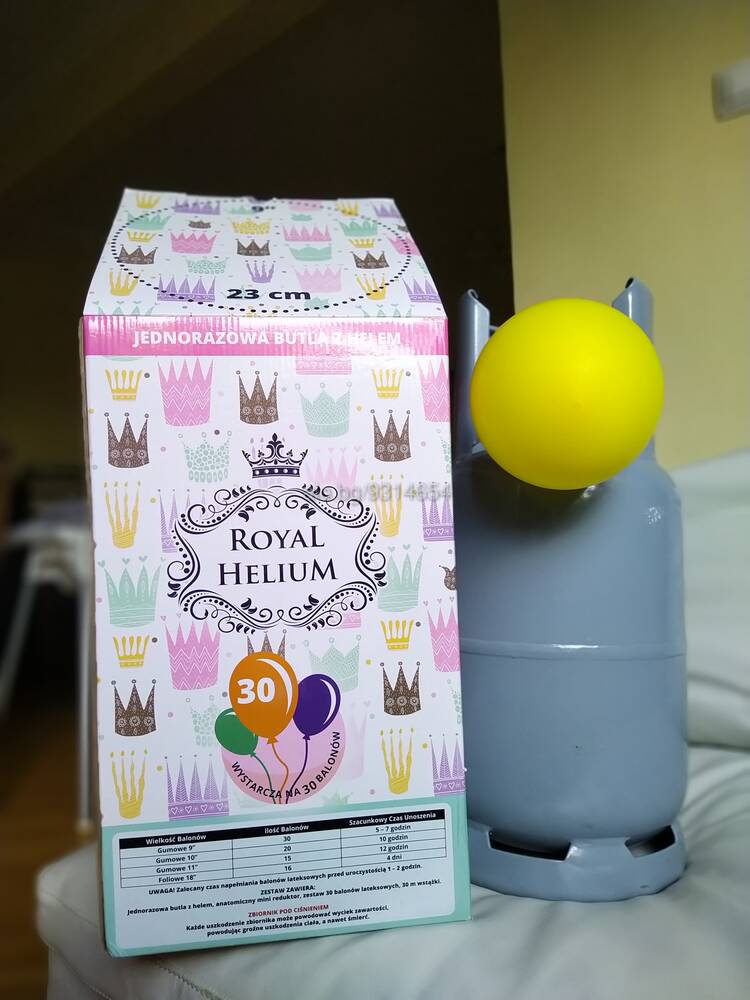 9"
23 cm
JEDNORAZOWA BUTLA Z HELEM
bg/9314654
ROYAL
HELIUM
30
WYSTARCZA NA 30 BALONÓW
Wielkość Balonów Ilość Balonów Szacunkowy Czas Unoszenia
Gumowe 9" 30 5 - 7 godzin
Gumowe 10" 20 10 godzin
Gumowe 11" 15 12 godzin
Foliowe 18" 16 4 dni
UWAGA! Zalecany czas napełniania balonów lateksowych przed uroczystością 1 - 2 godzin.
ZESTAW ZAWIERA:
Jednorazowa butla z helem, anatomiczny mini reduktor, zestaw 30 balonów lateksowych, 30 m wstążki.
ZBIORNIK POD CIŚNIENIEM
Każde uszkodzenie zbiornika może powodować wyciek zawartości,
powodując groźne uszkodzenia ciała, a nawet śmierć.